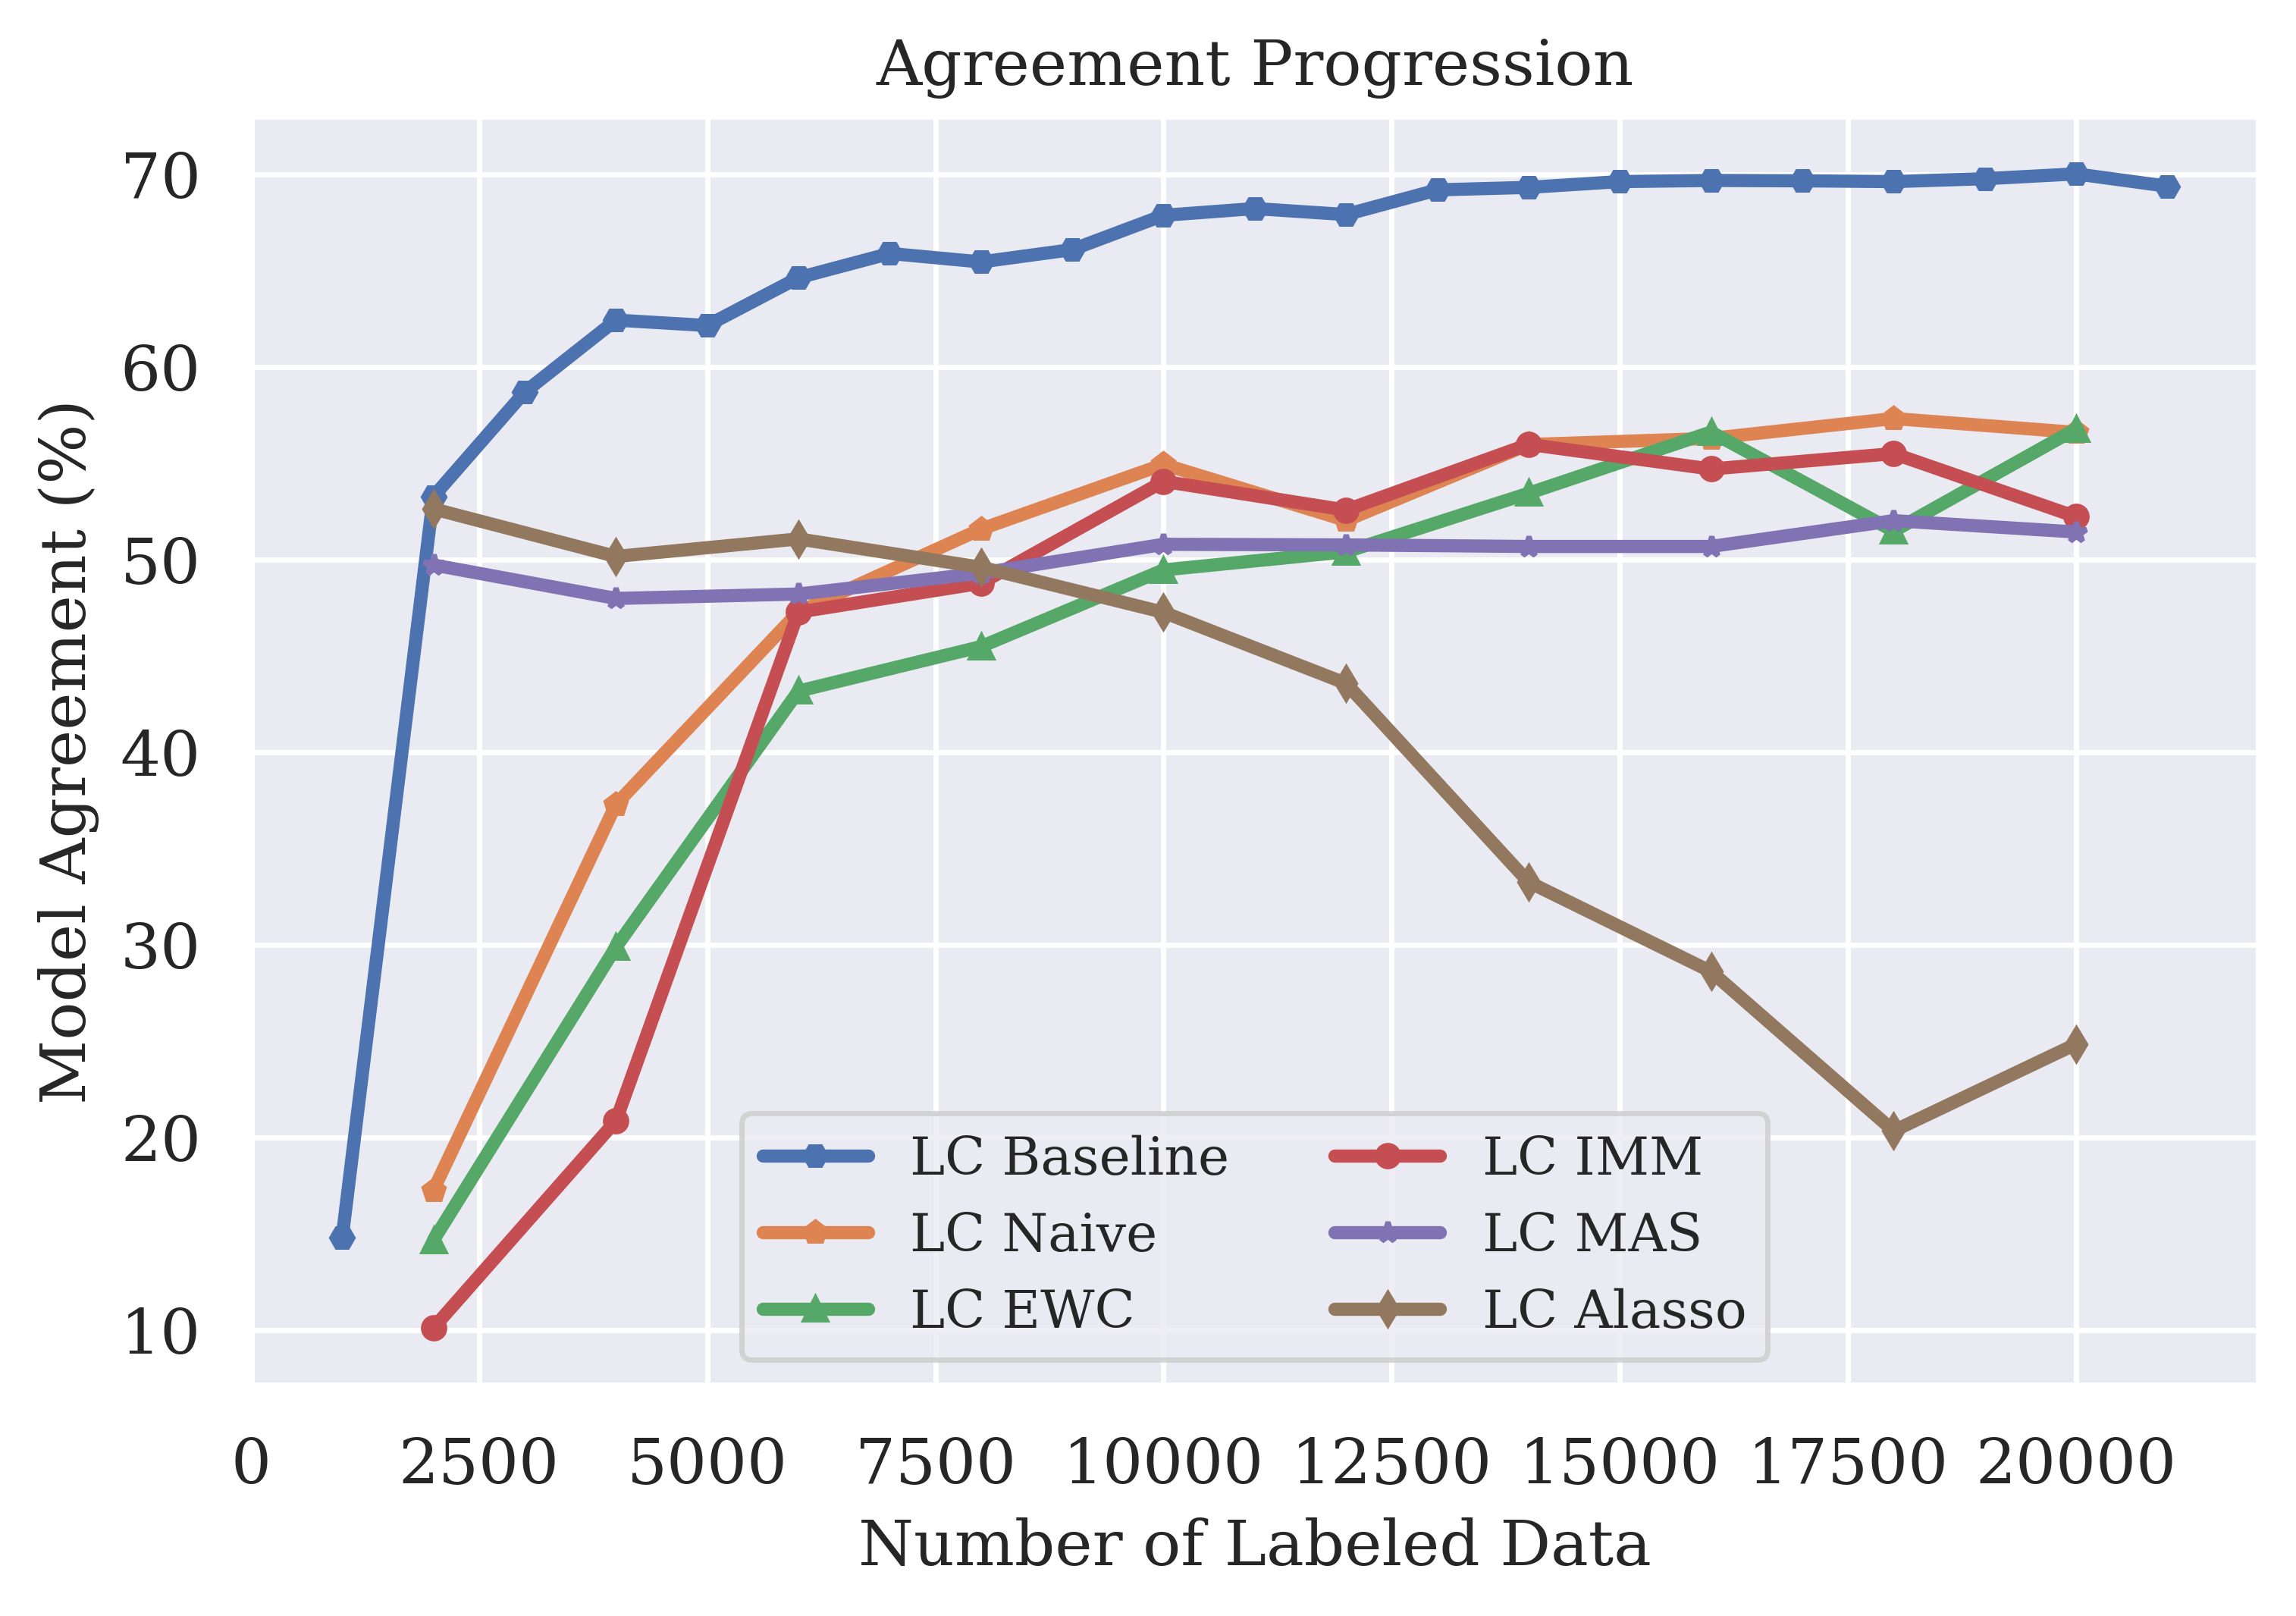 Agreement Progression
Model Agreement (%)
70
60
50
40
30
20
10
LC Baseline
LC Naive
LC EWC
LC IMM
LC MAS
LC Alasso
0 2500 5000 7500 10000 12500 15000 17500 20000
Number of Labeled Data